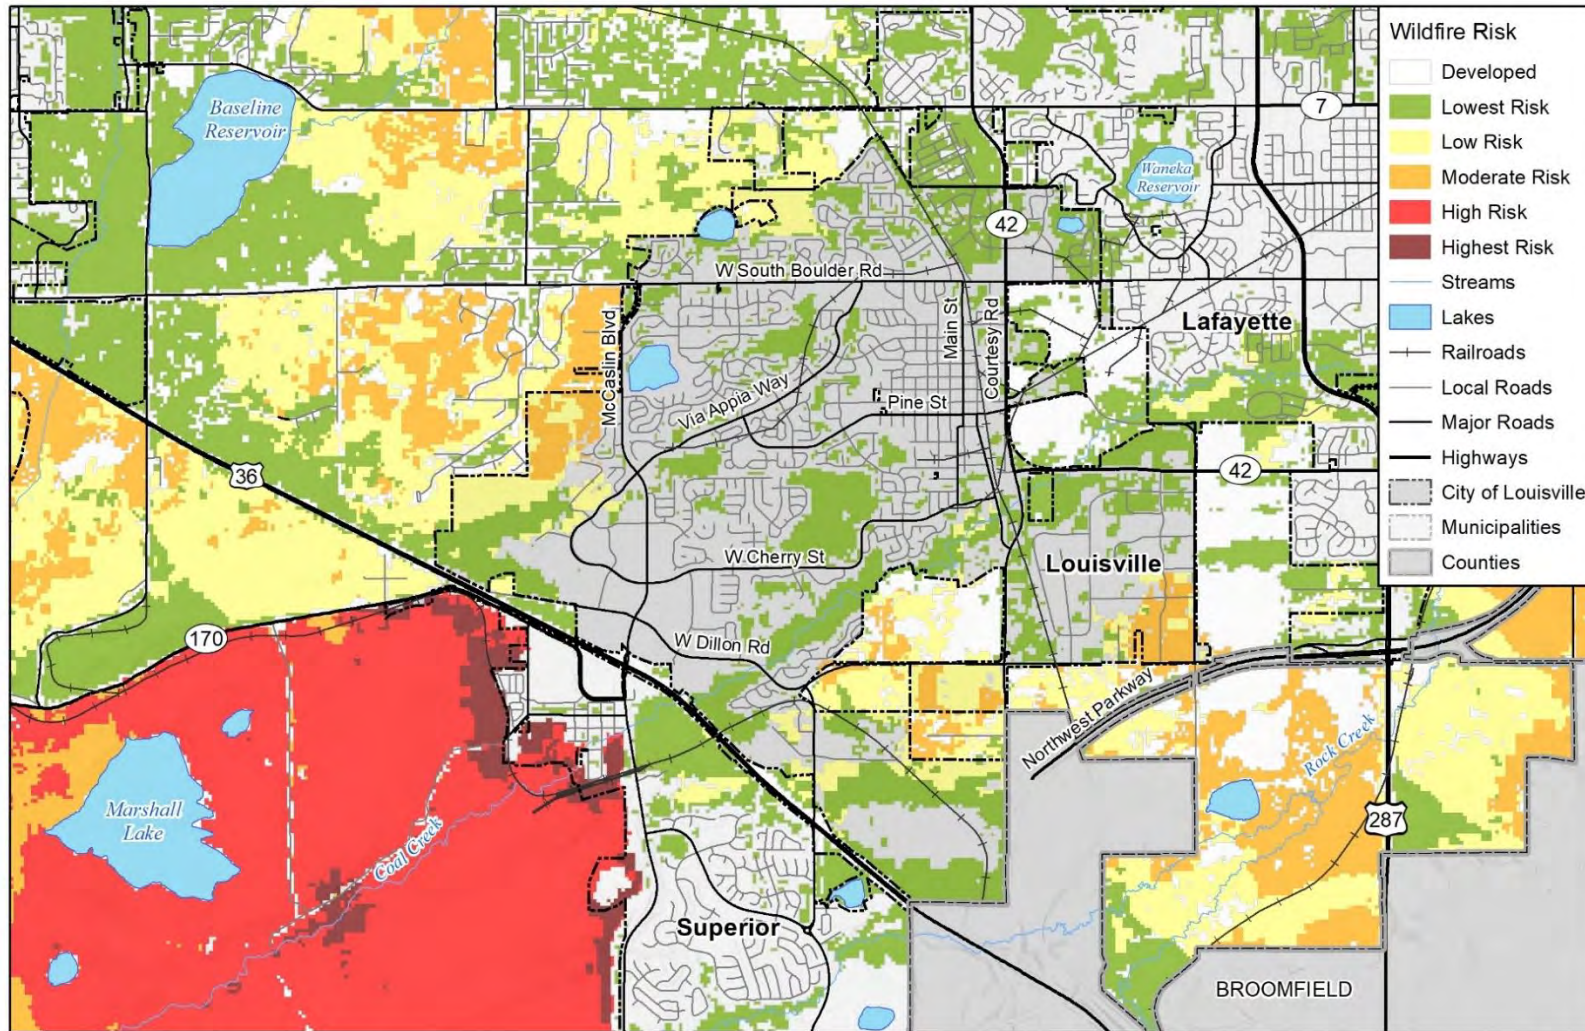 Wildfire Risk
Developed
Lowest Risk
Low Risk
Moderate Risk
High Risk
Highest Risk
Streams
Lakes
Railroads
Local Roads
Major Roads
Highways
City of Louisville
Municipalities
Counties
Baseline
Reservoir
7
Waneka
Reservoir
42
W South Boulder Rd
McCaslin Blvd
Main St
Courtesy Rd
Lafayette
Via Appia Way
Pine St
36
42
W Cherry St
Louisville
170
W Dillon Rd
Northwest Parkway
Rock Creek
Marshall
Lake
Coal Creek
287
Superior
BROOMFIELD